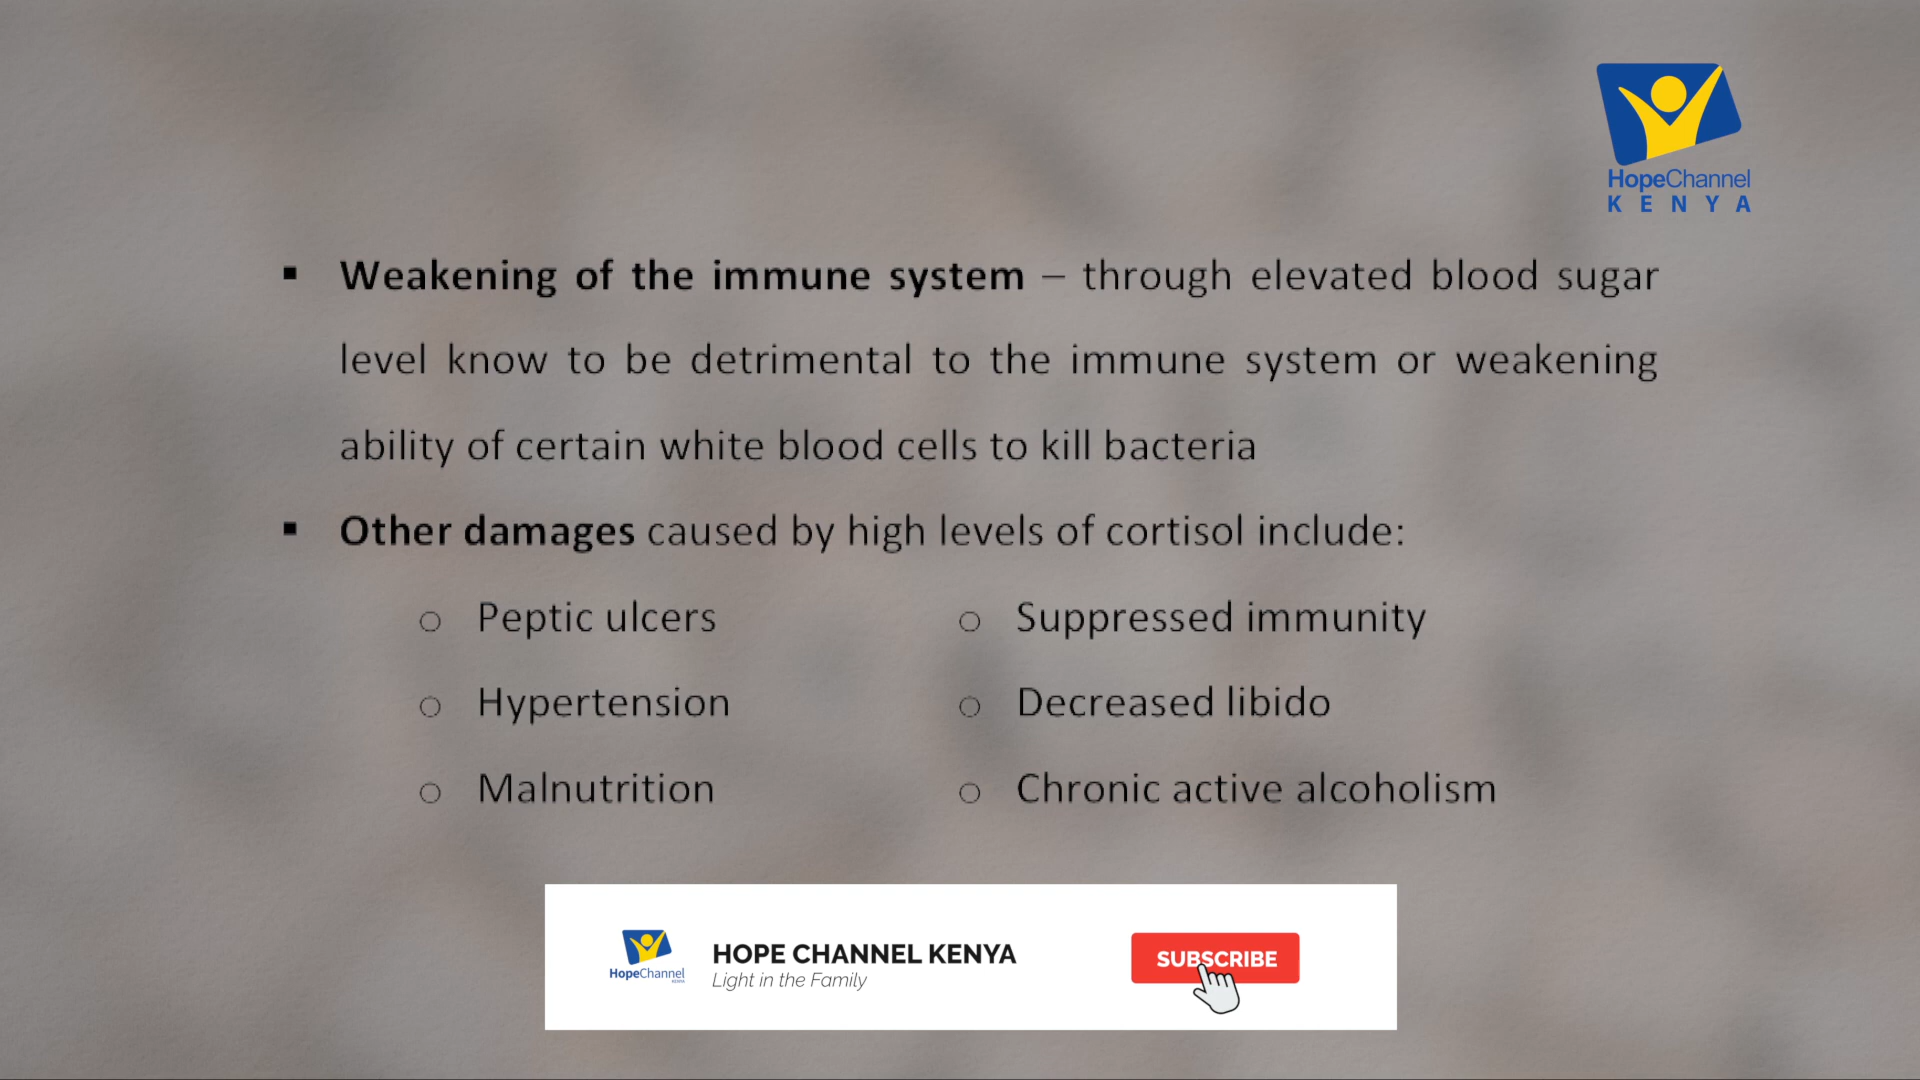 HopeChannel
KENYA
▪ Weakening of the immune system – through elevated blood sugar
level know to be detrimental to the immune system or weakening
ability of certain white blood cells to kill bacteria
▪ Other damages caused by high levels of cortisol include:
○ Peptic ulcers
○ Suppressed immunity
○ Hypertension
○ Decreased libido
○ Malnutrition
○ Chronic active alcoholism
HopeChannel
KENYA
HOPE CHANNEL KENYA
Light in the Family
SUBSCRIBE